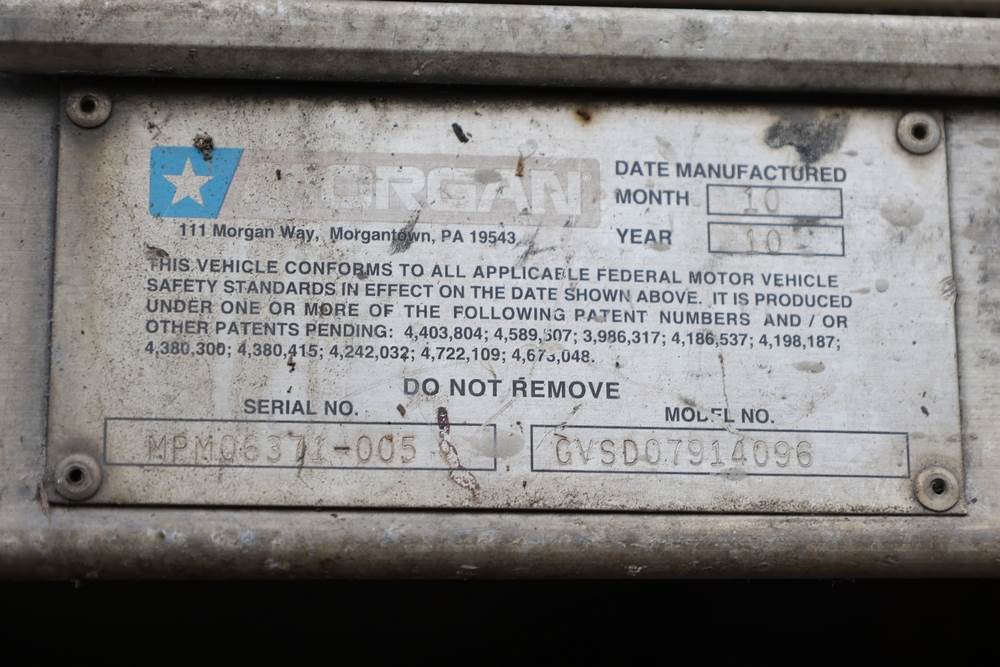 MORGAN
111 Morgan Way, Morgantown, PA 19543
DATE MANUFACTURED
MONTH 10
YEAR 10
THIS VEHICLE CONFORMS TO ALL APPLICABLE FEDERAL MOTOR VEHICLE
SAFETY STANDARDS IN EFFECT ON THE DATE SHOWN ABOVE. IT IS PRODUCED
UNDER ONE OR MORE OF THE FOLLOWING PATENT NUMBERS AND / OR
OTHER PATENTS PENDING: 4,403,804; 4,589,507; 3,986,317; 4,186,537; 4,198,187;
4,380,300; 4,380,415; 4,242,032; 4,722,109; 4,673,048.
DO NOT REMOVE
SERIAL NO.
MPM06371-005
MODEL NO.
GVSD07914096